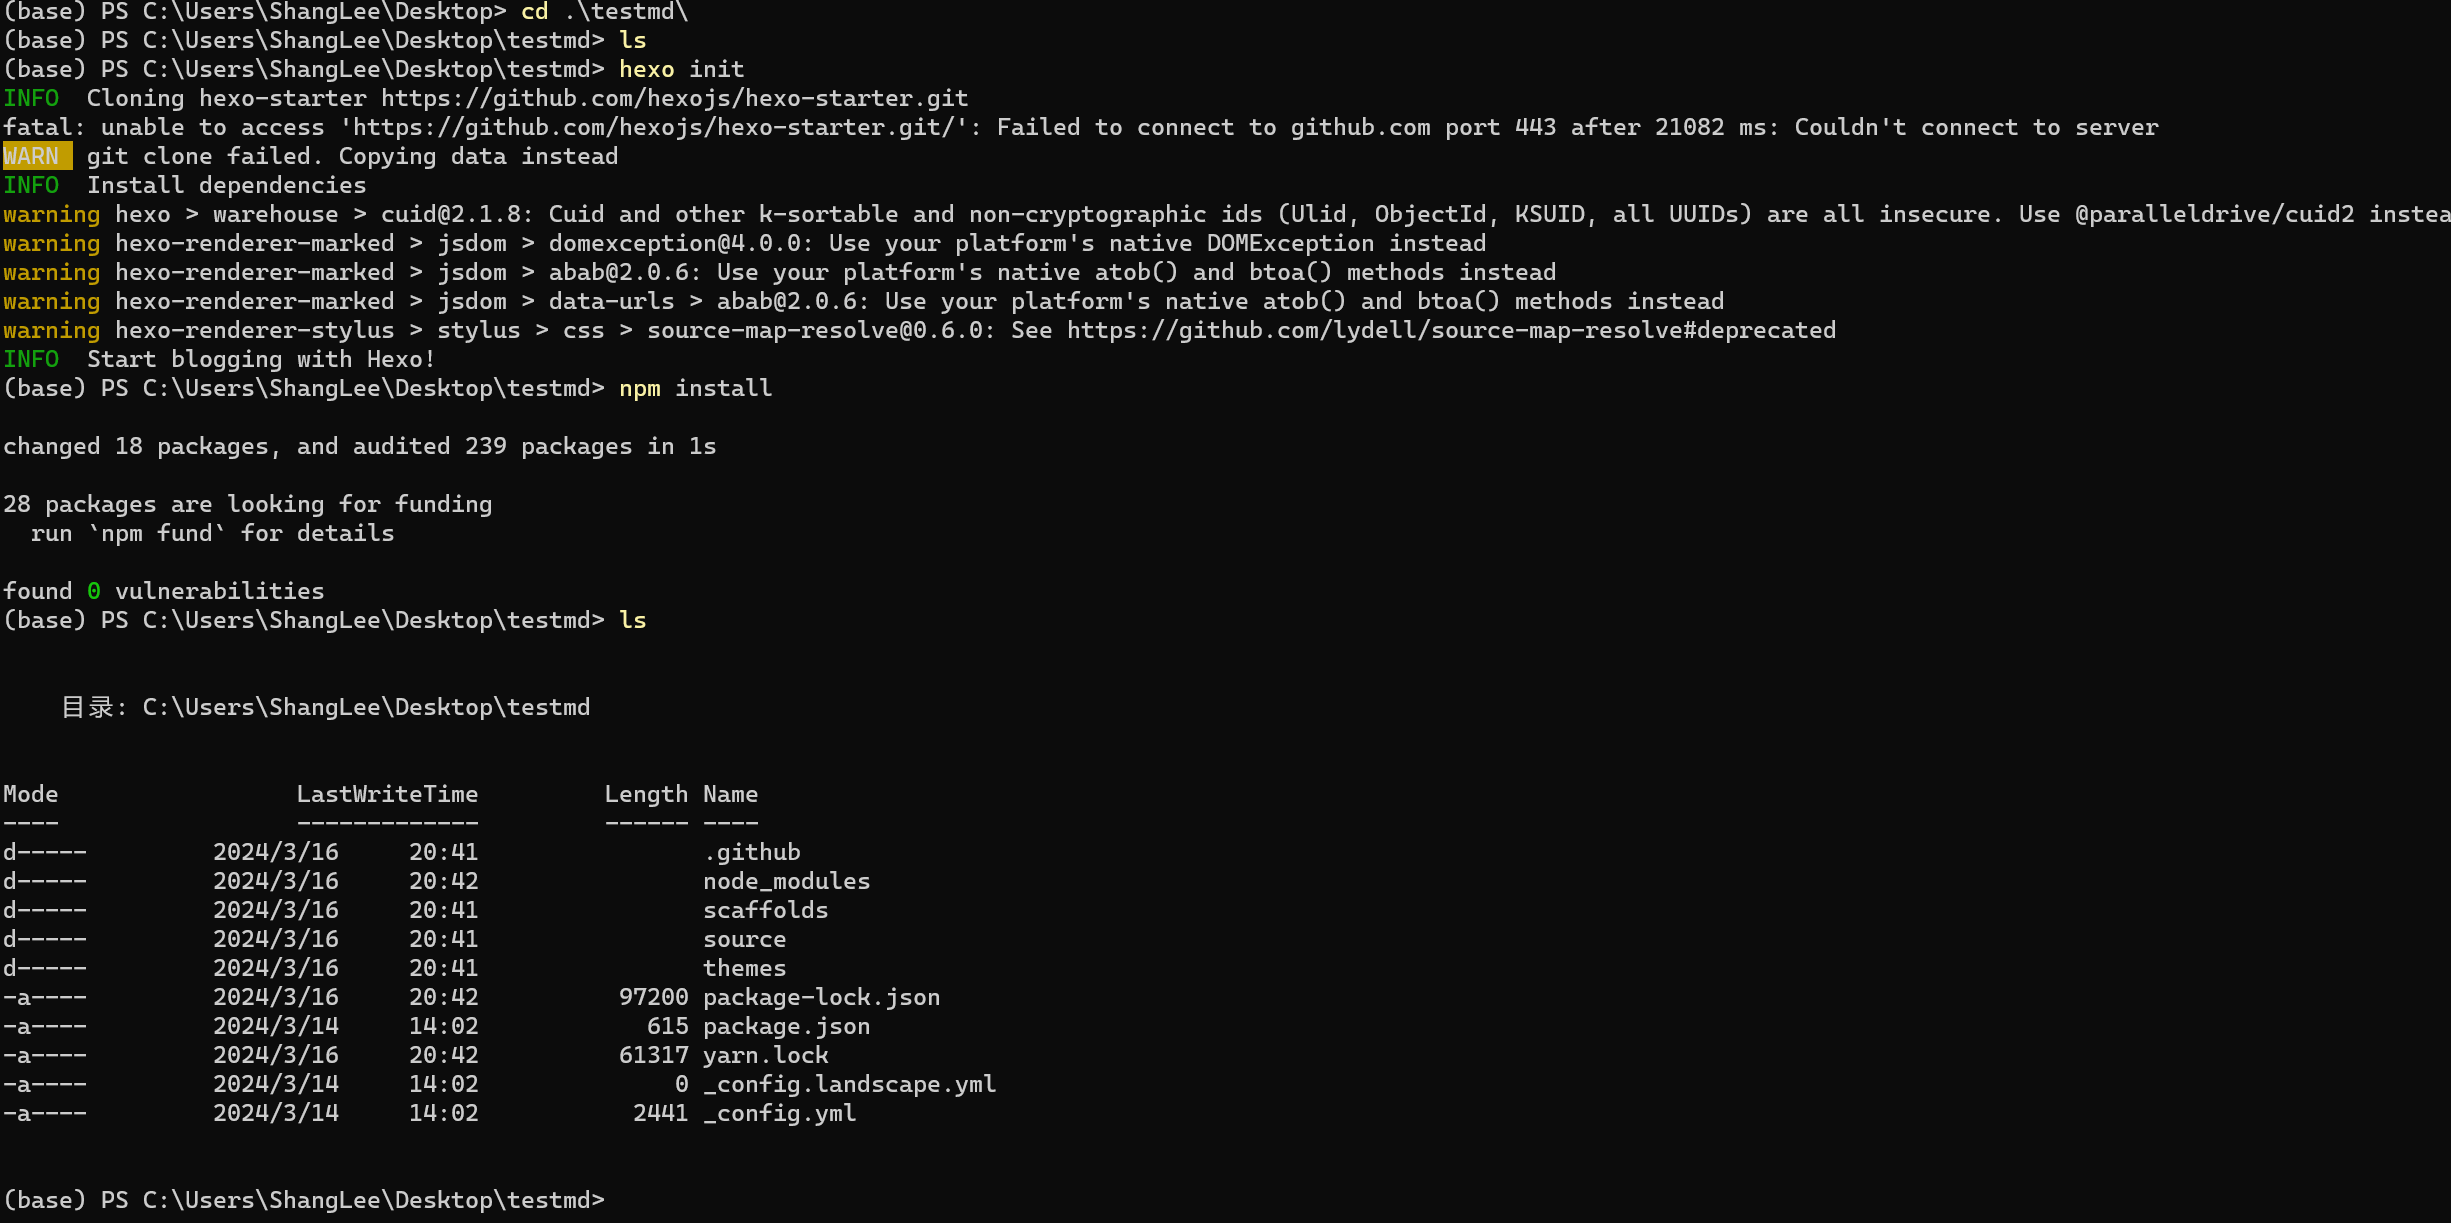 (base) PS C:\Users\ShangLee\Desktop> cd .\testmd\
(base) PS C:\Users\ShangLee\Desktop\testmd> ls
(base) PS C:\Users\ShangLee\Desktop\testmd> hexo init
INFO  Cloning hexo-starter https://github.com/hexojs/hexo-starter.git
fatal: unable to access 'https://github.com/hexojs/hexo-starter.git/': Failed to connect to github.com port 443 after 21082 ms: Couldn't connect to server
WARN  git clone failed. Copying data instead
INFO  Install dependencies
warning hexo > warehouse > cuid@2.1.8: Cuid and other k-sortable and non-cryptographic ids (Ulid, ObjectId, KSUID, all UUIDs) are all insecure. Use @paralleldrive/cuid2 instea
warning hexo-renderer-marked > jsdom > domexception@4.0.0: Use your platform's native DOMException instead
warning hexo-renderer-marked > jsdom > abab@2.0.6: Use your platform's native atob() and btoa() methods instead
warning hexo-renderer-marked > jsdom > data-urls > abab@2.0.6: Use your platform's native atob() and btoa() methods instead
warning hexo-renderer-stylus > stylus > css > source-map-resolve@0.6.0: See https://github.com/lydell/source-map-resolve#deprecated
INFO  Start blogging with Hexo!
(base) PS C:\Users\ShangLee\Desktop\testmd> npm install
changed 18 packages, and audited 239 packages in 1s
28 packages are looking for funding
  run `npm fund` for details
found 0 vulnerabilities
(base) PS C:\Users\ShangLee\Desktop\testmd> ls
    目录: C:\Users\ShangLee\Desktop\testmd
Mode                 LastWriteTime         Length Name
----                 -------------         ------ ----
d-----         2024/3/16     20:41                .github
d-----         2024/3/16     20:42                node_modules
d-----         2024/3/16     20:41                scaffolds
d-----         2024/3/16     20:41                source
d-----         2024/3/16     20:41                themes
-a----         2024/3/16     20:42          97200 package-lock.json
-a----         2024/3/14     14:02            615 package.json
-a----         2024/3/16     20:42          61317 yarn.lock
-a----         2024/3/14     14:02              0 _config.landscape.yml
-a----         2024/3/14     14:02           2441 _config.yml
(base) PS C:\Users\ShangLee\Desktop\testmd>